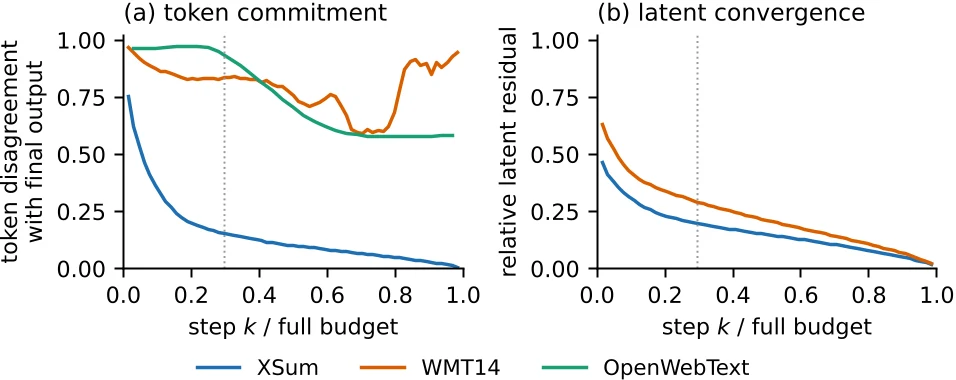 (a) token commitment
token disagreement
with final output
1.00
0.75
0.50
0.25
0.00
0.0 0.2 0.4 0.6 0.8 1.0
step k / full budget
(b) latent convergence
relative latent residual
1.00
0.75
0.50
0.25
0.00
0.0 0.2 0.4 0.6 0.8 1.0
step k / full budget
XSum WMT14 OpenWebText